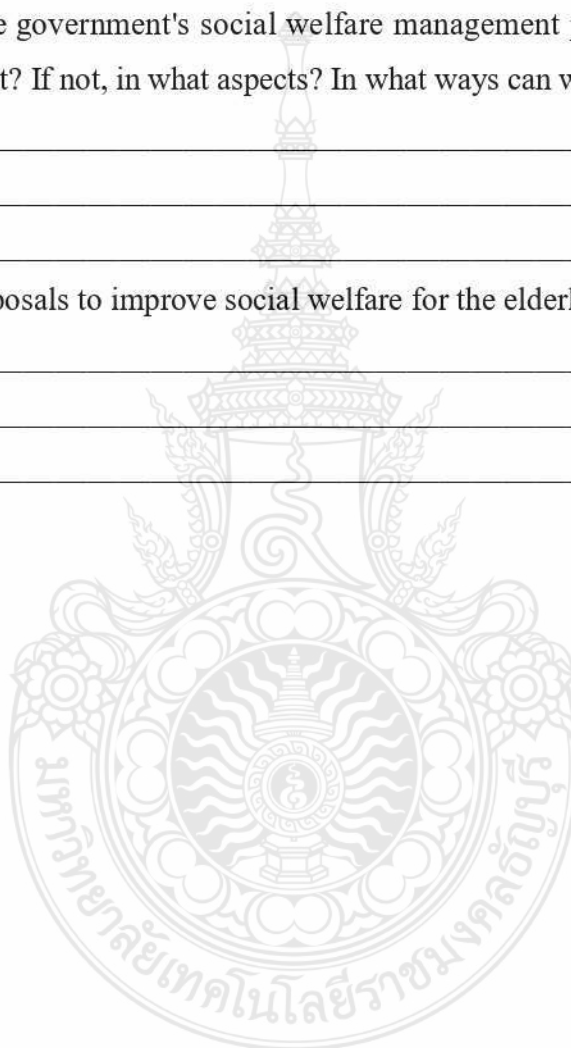 government's social welfare management
t? If not, in what aspects? In what ways can
posals to improve social welfare for the
มหาวิทยาลัยเทคโนโลยีราชมงคลธัญบุรี